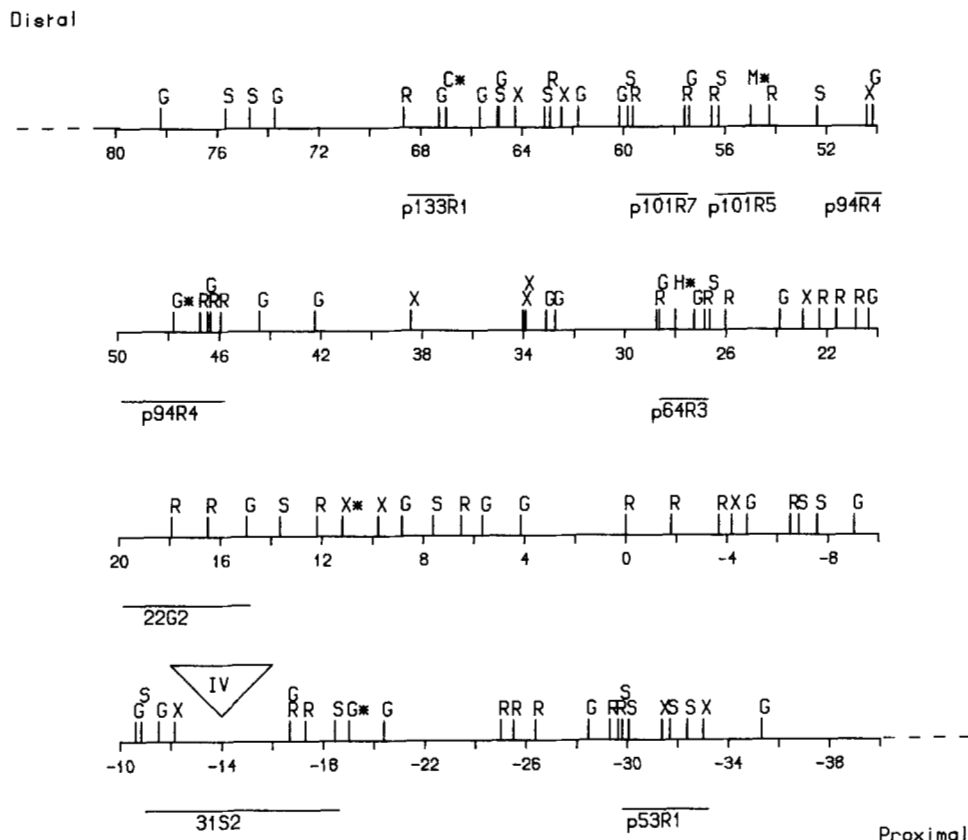 Distal
C* G R S G S M* G
G S S G R G G S X S X G G R R R S R S X
80 76 72 68 64 60 56 52
p133R1 p101R7 p101R5 p94R4
G X G H* S
G* R R R G G X X G G R G R R G X R R R G
50 46 42 38 34 30 26 22
p94R4 p64R3
R R G S R X* X G S R G G R R R X G R S S G
20 16 12 8 4 0 -4 -8
22G2
IV
S G S
G G X R R S G* G R R R G R R S X S S X G
-10 -14 -18 -22 -26 -30 -34 -38
31S2 p53R1
Proximal